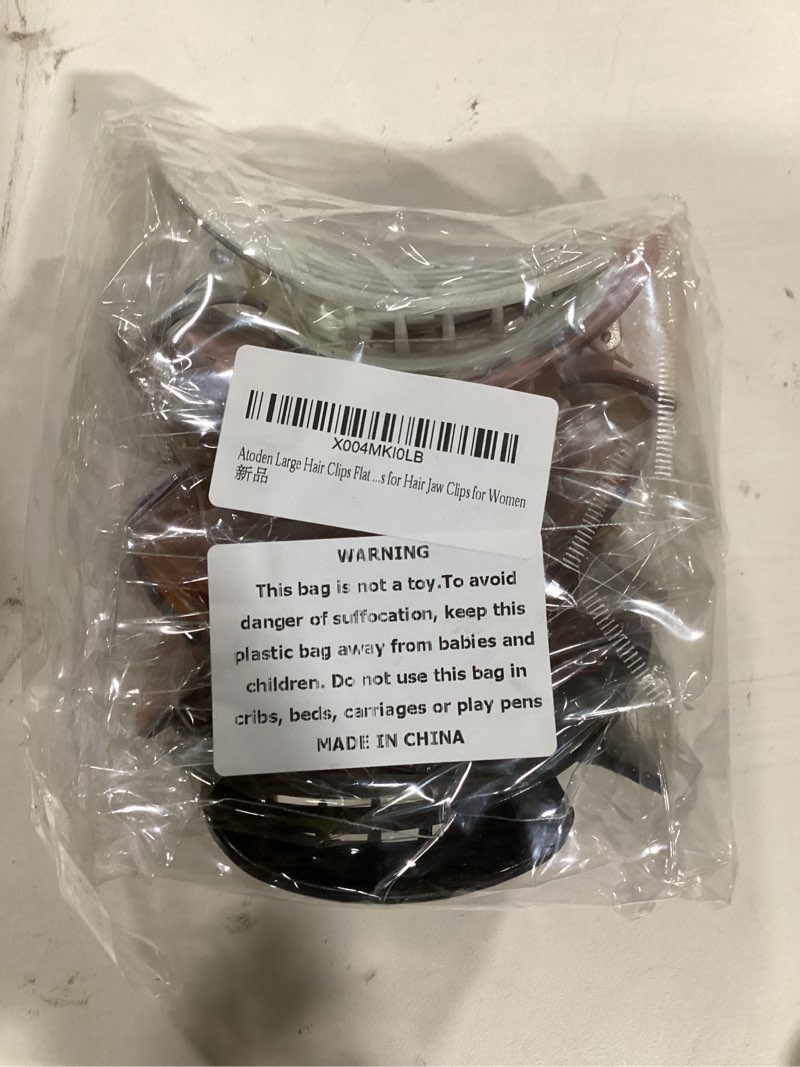 X004MKI0LB
Atoden Large Hair Clips Flat ...s for Hair Jaw Clips for Women
新品
WARNING
This bag is not a toy.To avoid
danger of suffocation, keep this
plastic bag away from babies and
children. Do not use this bag in
cribs, beds, carriages or play pens
MADE IN CHINA